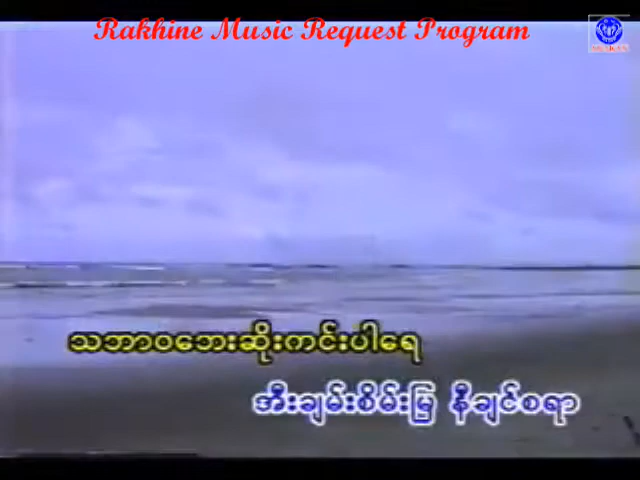 Rakhine Music Request Program
သဘာဝဘေးဆိုးကင်းပါရေ
အီးချမ်းစိမ်းမြ နီချင်စရာ